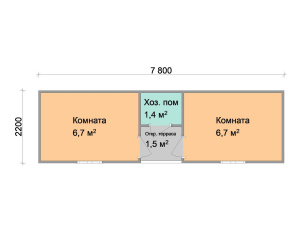 7 800
2200
Комната
6,7 м²
Хоз. пом
1,4 м²
Откр. терраса
1,5 м²
Комната
6,7 м²